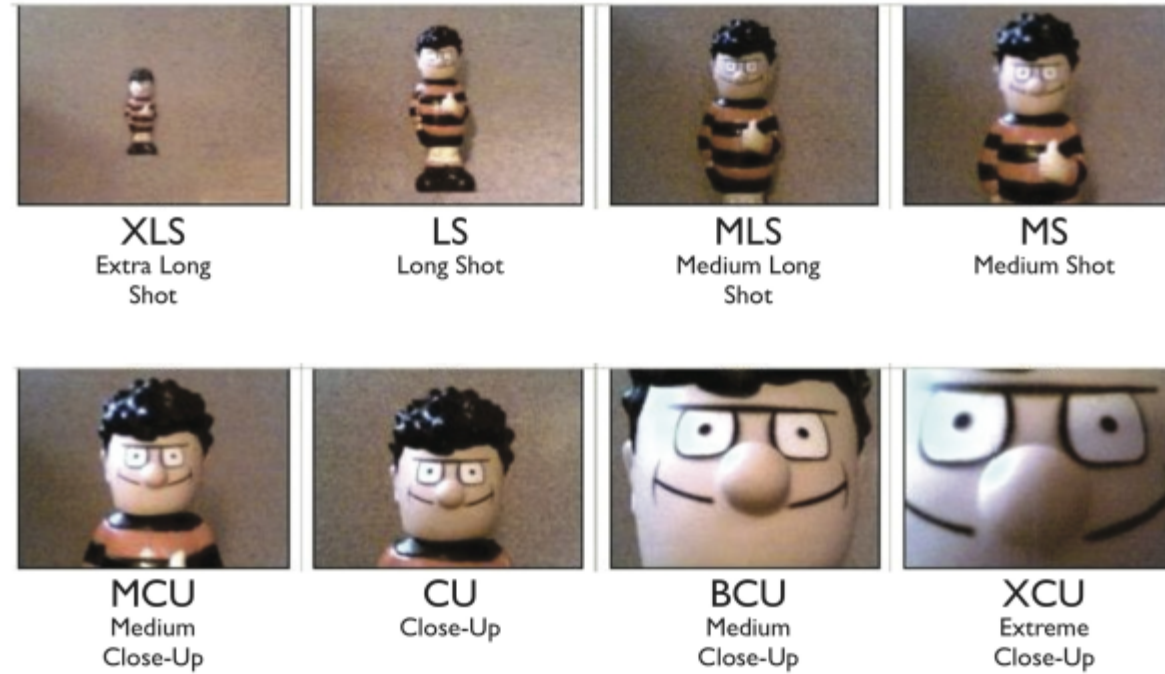 XLS
Extra Long
Shot
LS
Long Shot
MLS
Medium Long
Shot
MS
Medium Shot
MCU
Medium
Close-Up
CU
Close-Up
BCU
Medium
Close-Up
XCU
Extreme
Close-Up